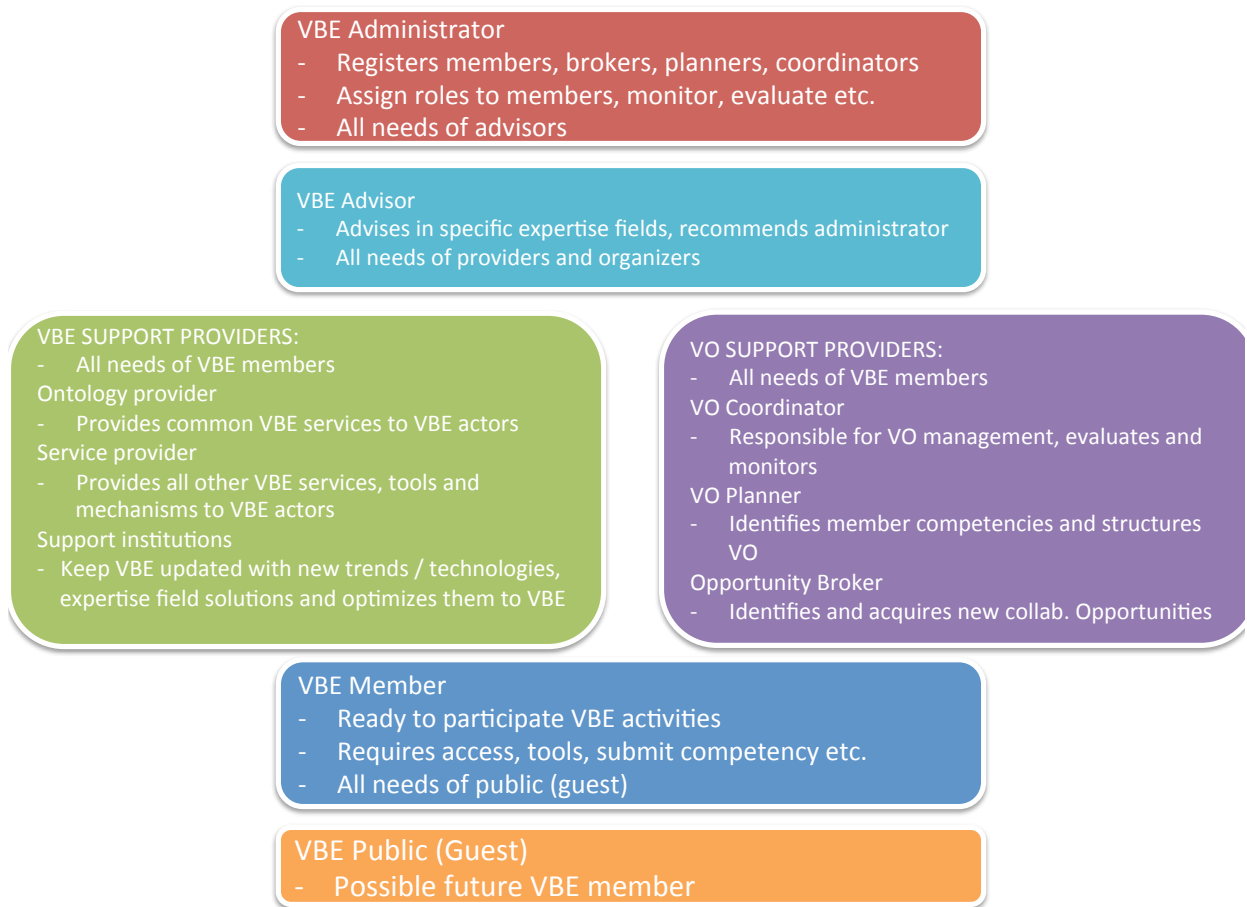 VBE Administrator
- Registers members, brokers, planners, coordinators
- Assign roles to members, monitor, evaluate etc.
- All needs of advisors
VBE Advisor
- Advises in specific expertise fields, recommends administrator
- All needs of providers and organizers
VBE SUPPORT PROVIDERS:
- All needs of VBE members
Ontology provider
- Provides common VBE services to VBE actors
Service provider
- Provides all other VBE services, tools and
mechanisms to VBE actors
Support institutions
- Keep VBE updated with new trends / technologies,
expertise field solutions and optimizes them to VBE
VO SUPPORT PROVIDERS:
- All needs of VBE members
VO Coordinator
- Responsible for VO management, evaluates and
monitors
VO Planner
- Identifies member competencies and structures
VO
Opportunity Broker
- Identifies and acquires new collab. Opportunities
VBE Member
- Ready to participate VBE activities
- Requires access, tools, submit competency etc.
- All needs of public (guest)
VBE Public (Guest)
- Possible future VBE member